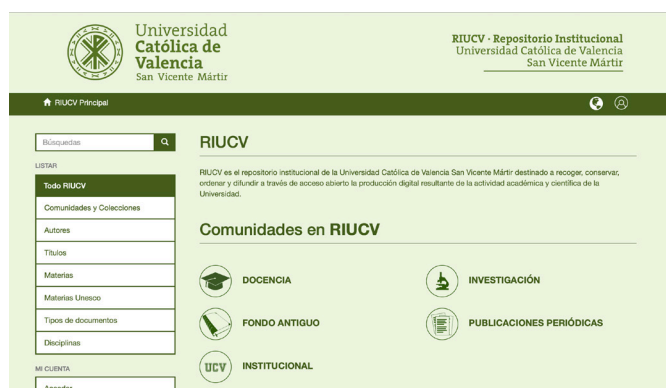 Universidad
Católica de
Valencia
San Vicente Mártir
RIUCV · Repositorio Institucional
Universidad Católica de Valencia
San Vicente Mártir
RIUCV Principal
Búsquedas
LISTAR
Todo RIUCV
Comunidades y Colecciones
Autores
Títulos
Materias
Materias Unesco
Tipos de documentos
Disciplinas
MI CUENTA
Acceder
RIUCV
RIUCV es el repositorio institucional de la Universidad Católica de Valencia San Vicente Mártir destinado a recoger, conservar,
ordener y difundir a través de acceso abierto la producción digital resultante de la actividad académica y científica de la
Universidad.
Comunidades en RIUCV
DOCENCIA
INVESTIGACIÓN
FONDO ANTIGUO
PUBLICACIONES PERIÓDICAS
UCV
INSTITUCIONAL